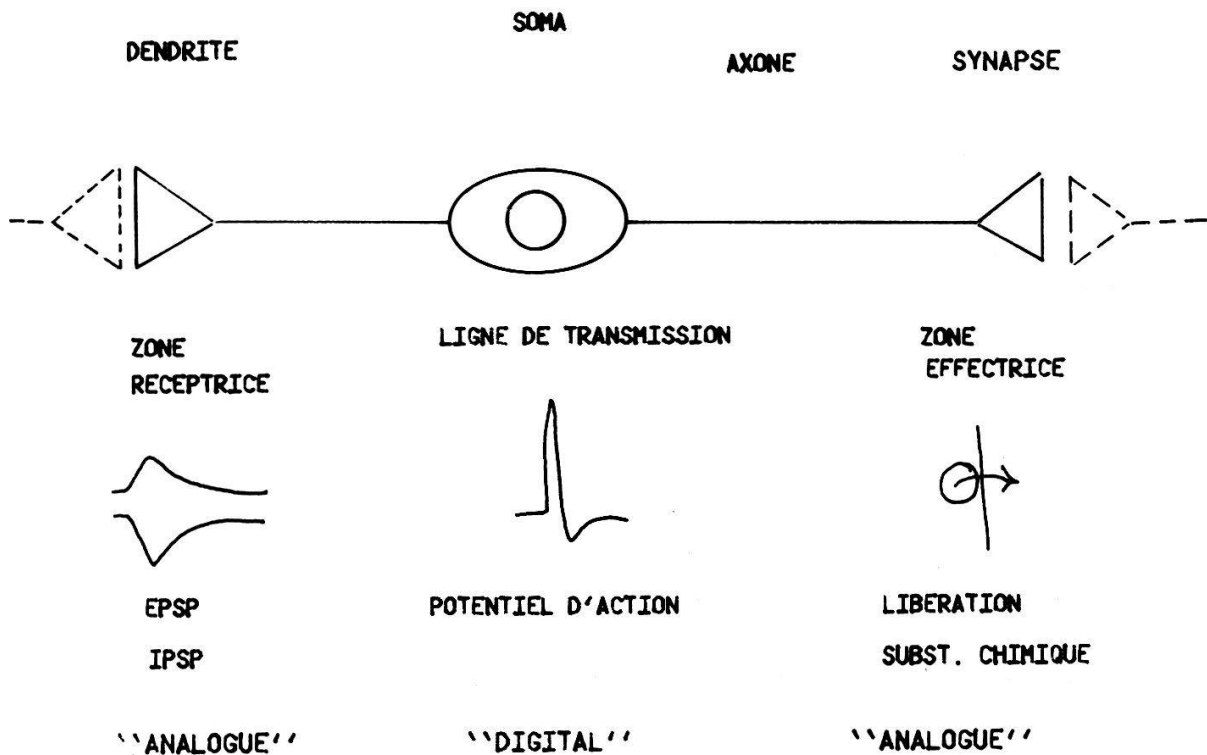 SOMA
DENDRITE
AXONE
SYNAPSE
LIGNE DE TRANSMISSION
ZONE
RECEPTRICE
ZONE
EFFECTRICE
EPSP
IPSP
POTENTIEL D'ACTION
LIBERATION
SUBST. CHIMIQUE
``ANALOGUE''
``DIGITAL''
``ANALOGUE''